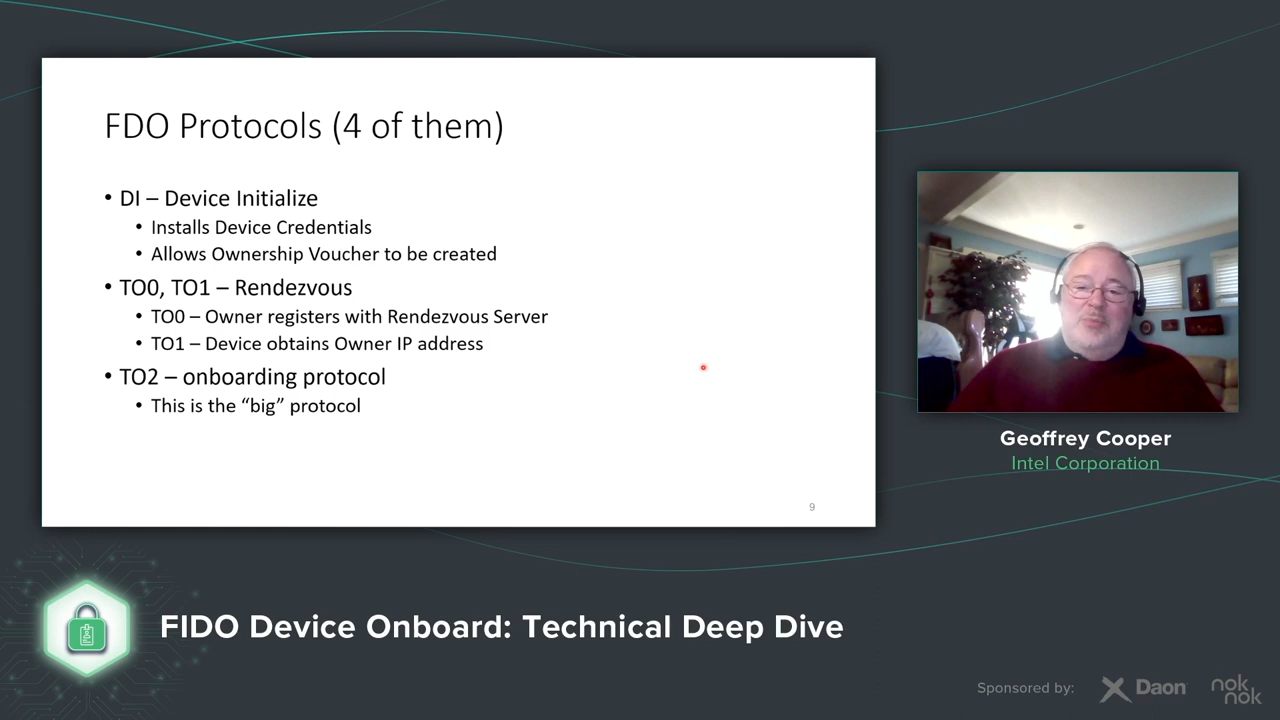 FDO Protocols (4 of them)
• DI – Device Initialize
• Installs Device Credentials
• Allows Ownership Voucher to be created
• TO0, TO1 – Rendezvous
• TO0 – Owner registers with Rendezvous Server
• TO1 – Device obtains Owner IP address
• TO2 – onboarding protocol
• This is the “big” protocol
9
Geoffrey Cooper
Intel Corporation
FIDO Device Onboard: Technical Deep Dive
Sponsored by:
Daon
nok
nok